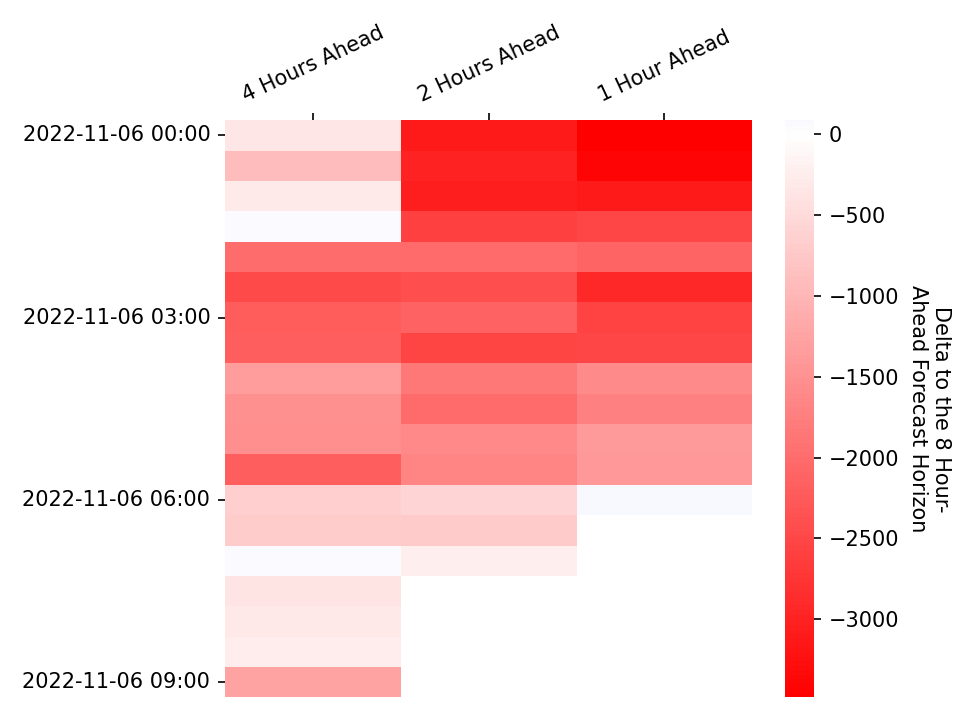 4 Hours Ahead
2 Hours Ahead
1 Hour Ahead
2022-11-06 00:00
2022-11-06 03:00
2022-11-06 06:00
2022-11-06 09:00
0
−500
−1000
−1500
−2000
−2500
−3000
Delta to the 8 Hour-
Ahead Forecast Horizon